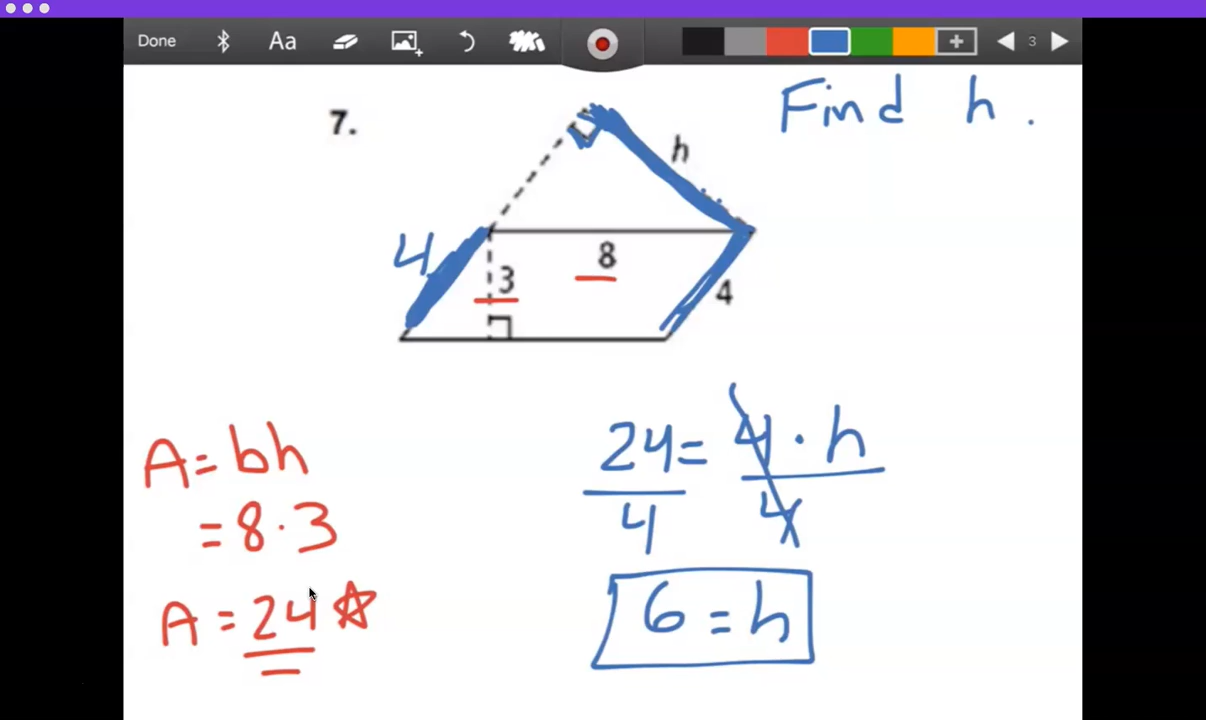 Done Aa 3
7.
Find h.
h
4
8
3
4
A = bh
= 8 · 3
A = 24 ☆
24 = 4 · h
4 4
6 = h